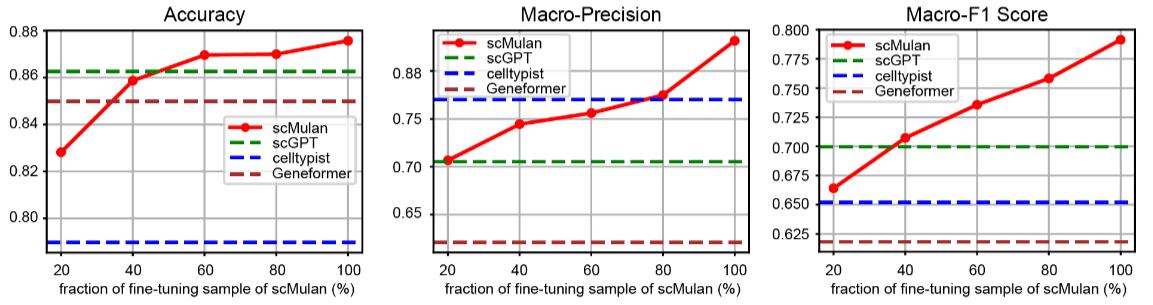 Accuracy
0.88
0.86
0.84
0.82
0.80
scMulan
scGPT
celltypist
Geneformer
20 40 60 80 100
fraction of fine-tuning sample of scMulan (%)
Macro-Precision
0.88
0.75
0.70
0.65
scMulan
scGPT
celltypist
Geneformer
20 40 60 80 100
fraction of fine-tuning sample of scMulan (%)
Macro-F1 Score
0.800
0.775
0.750
0.725
0.700
0.675
0.650
0.625
scMulan
scGPT
celltypist
Geneformer
20 40 60 80 100
fraction of fine-tuning sample of scMulan (%)